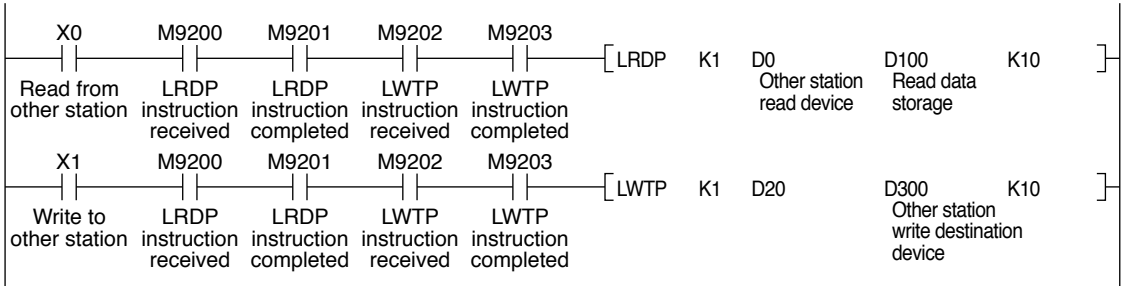 X0 M9200 M9201 M9202 M9203
LRDP K1 D0 D100 K10
Read from LRDP LRDP LWTP LWTP Other station Read data
other station instruction instruction instruction instruction read device storage
received completed received completed
X1 M9200 M9201 M9202 M9203
LWTP K1 D20 D300 K10
Write to LRDP LRDP LWTP LWTP Other station
other station instruction instruction instruction instruction write destination
received completed received completed device